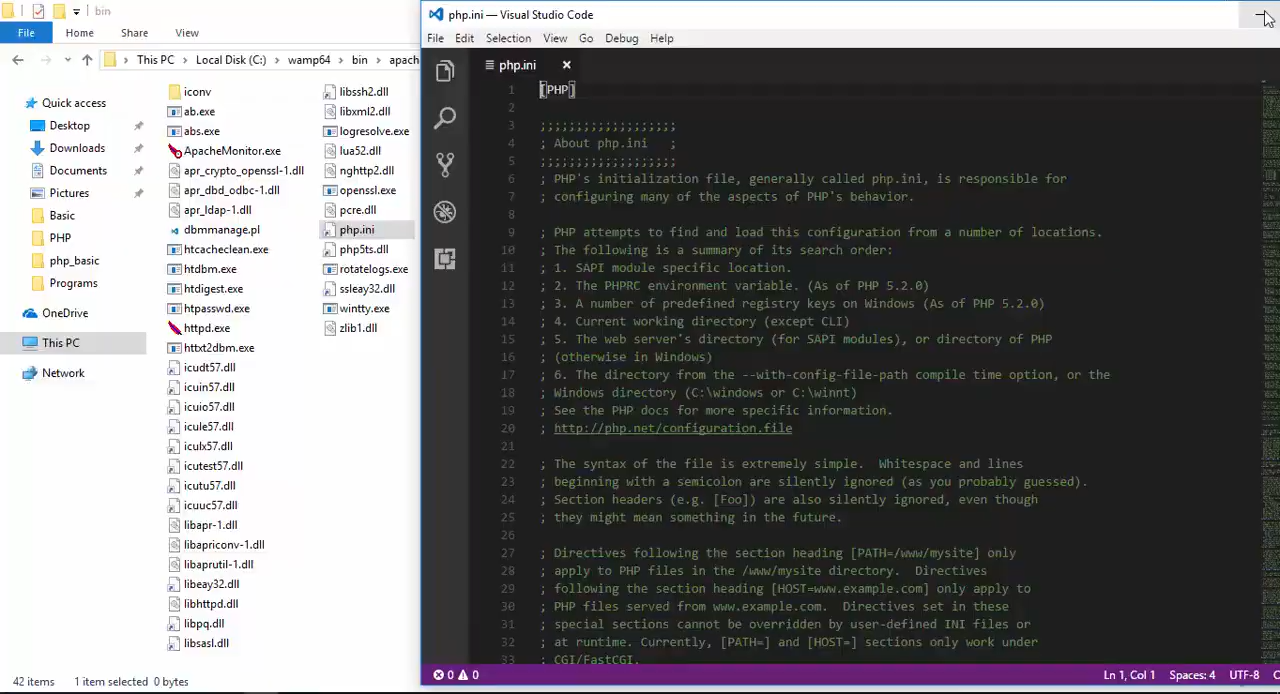 bin
File Home Share View
This PC > Local Disk (C:) > wamp64 > bin > apach
Quick access
Desktop
Downloads
Documents
Pictures
Basic
PHP
php_basic
Programs
OneDrive
This PC
Network
iconv
ab.exe
abs.exe
ApacheMonitor.exe
apr_crypto_openssl-1.dll
apr_dbd_odbc-1.dll
apr_ldap-1.dll
dbmmanage.pl
htcacheclean.exe
htdbm.exe
htdigest.exe
htpasswd.exe
httpd.exe
httxt2dbm.exe
icudt57.dll
icuin57.dll
icuio57.dll
icule57.dll
iculx57.dll
icutest57.dll
icutu57.dll
icuuc57.dll
libapr-1.dll
libapriconv-1.dll
libaprutil-1.dll
libeay32.dll
libhttpd.dll
libpq.dll
libsasl.dll
libssh2.dll
libxml2.dll
logresolve.exe
lua52.dll
nghttp2.dll
openssl.exe
pcre.dll
php.ini
php5ts.dll
rotatelogs.exe
ssleay32.dll
wintty.exe
zlib1.dll
42 items 1 item selected 0 bytes
php.ini — Visual Studio Code
File Edit Selection View Go Debug Help
php.ini
1 [PHP]
2
3 ;;;;;;;;;;;;;;;;;;;
4 ; About php.ini   ;
5 ;;;;;;;;;;;;;;;;;;;
6 ; PHP's initialization file, generally called php.ini, is responsible for
7 ; configuring many of the aspects of PHP's behavior.
8
9 ; PHP attempts to find and load this configuration from a number of locations.
10 ; The following is a summary of its search order:
11 ; 1. SAPI module specific location.
12 ; 2. The PHPRC environment variable. (As of PHP 5.2.0)
13 ; 3. A number of predefined registry keys on Windows (As of PHP 5.2.0)
14 ; 4. Current working directory (except CLI)
15 ; 5. The web server's directory (for SAPI modules), or directory of PHP
16 ; (otherwise in Windows)
17 ; 6. The directory from the --with-config-file-path compile time option, or the
18 ; Windows directory (C:\windows or C:\winnt)
19 ; See the PHP docs for more specific information.
20 ; http://php.net/configuration.file
21
22 ; The syntax of the file is extremely simple.  Whitespace and lines
23 ; beginning with a semicolon are silently ignored (as you probably guessed).
24 ; Section headers (e.g. [Foo]) are also silently ignored, even though
25 ; they might mean something in the future.
26
27 ; Directives following the section heading [PATH=/www/mysite] only
28 ; apply to PHP files in the /www/mysite directory.  Directives
29 ; following the section heading [HOST=www.example.com] only apply to
30 ; PHP files served from www.example.com.  Directives set in these
31 ; special sections cannot be overridden by user-defined INI files or
32 ; at runtime. Currently, [PATH=] and [HOST=] sections only work under
33 ; CGI/FastCGI.
0 0 Ln 1, Col 1 Spaces: 4 UTF-8 C